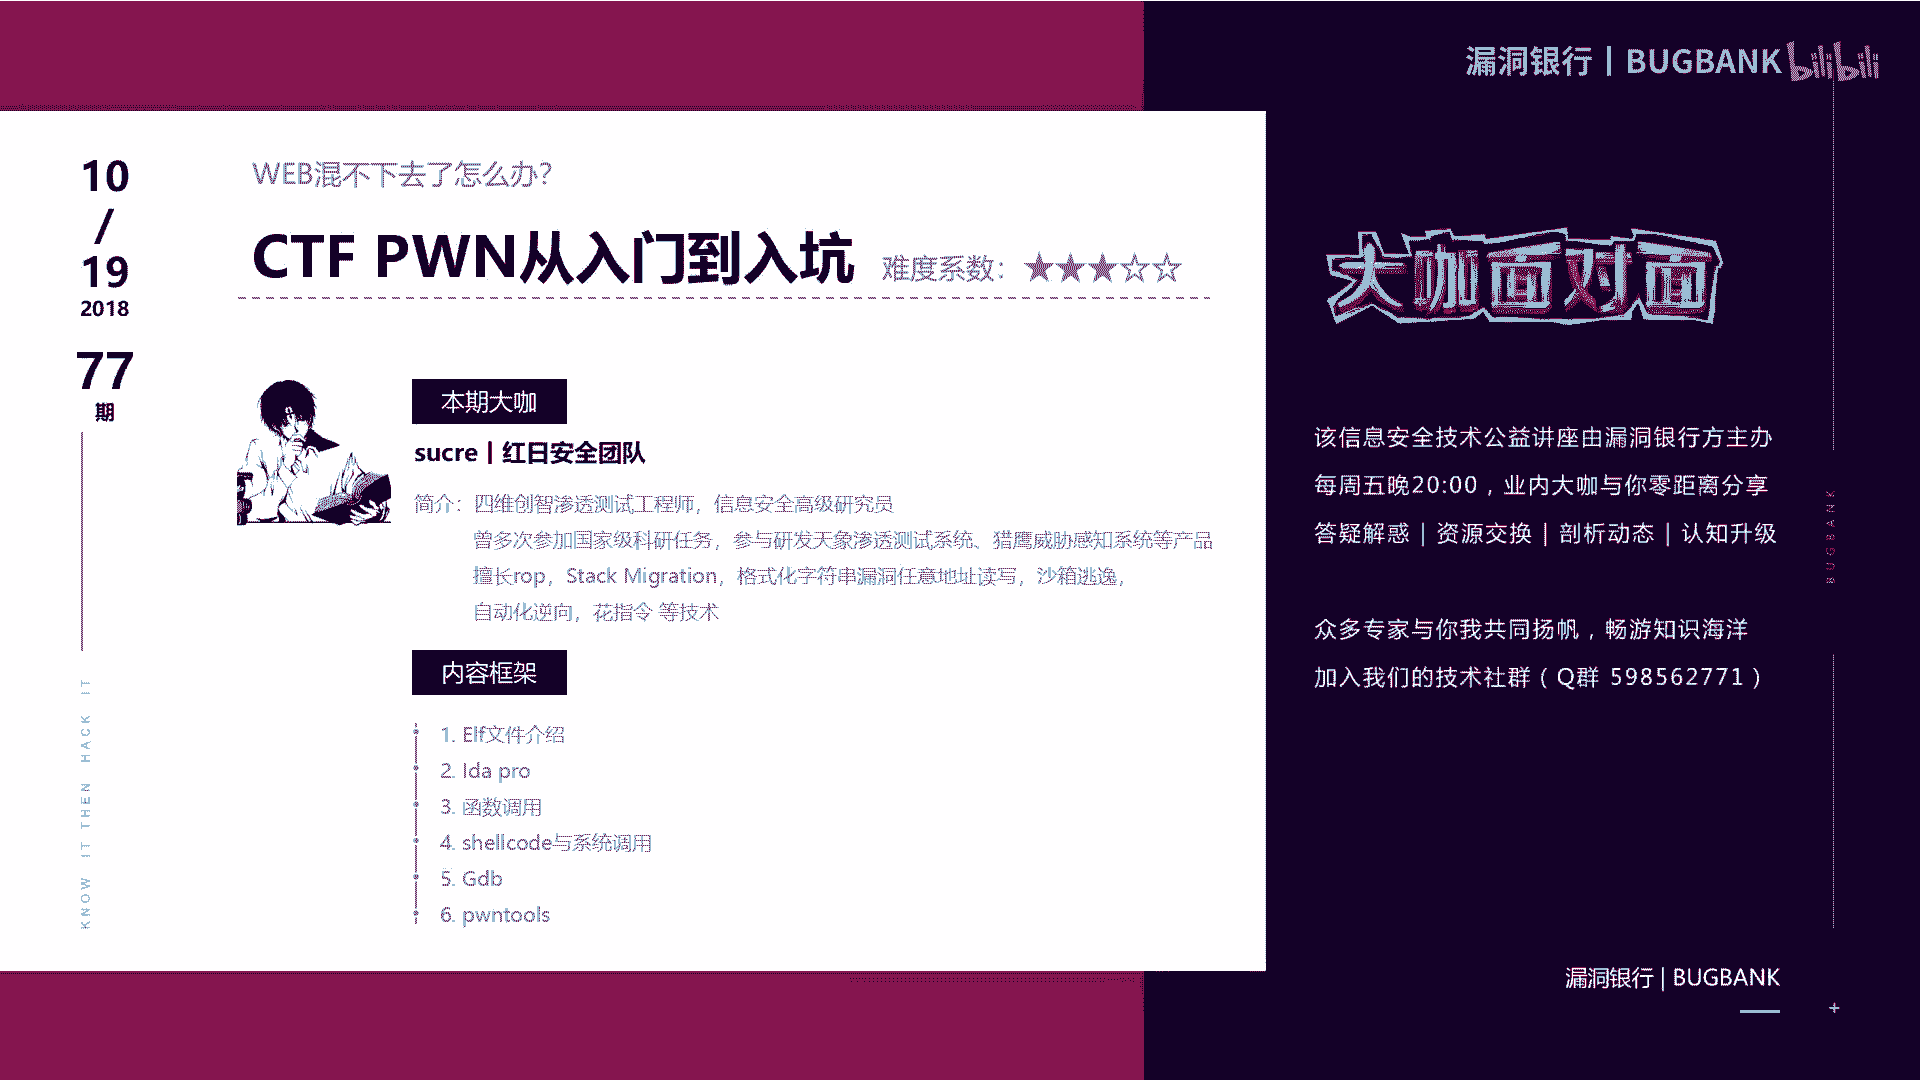 漏洞银行 | BUGBANK bilibili
10
/
19
2018
77
期
KNOW IT THEN HACK IT
WEB混不下去了怎么办?
CTF PWN从入门到入坑 难度系数：★★★☆☆
本期大咖
sucre | 红日安全团队
简介：四维创智渗透测试工程师，信息安全高级研究员
曾多次参加国家级科研任务，参与研发天象渗透测试系统、猎鹰威胁感知系统等产品
擅长rop，Stack Migration，格式化字符串漏洞任意地址读写，沙箱逃逸，
自动化逆向，花指令 等技术
内容框架
1. Elf文件介绍
2. Ida pro
3. 函数调用
4. shellcode与系统调用
5. Gdb
6. pwntools
大咖面对面
该信息安全技术公益讲座由漏洞银行方主办
每周五晚20:00，业内大咖与你零距离分享
答疑解惑 | 资源交换 | 剖析动态 | 认知升级
众多专家与你我共同扬帆，畅游知识海洋
加入我们的技术社群（Q群 598562771）
BUGBANK
漏洞银行 | BUGBANK